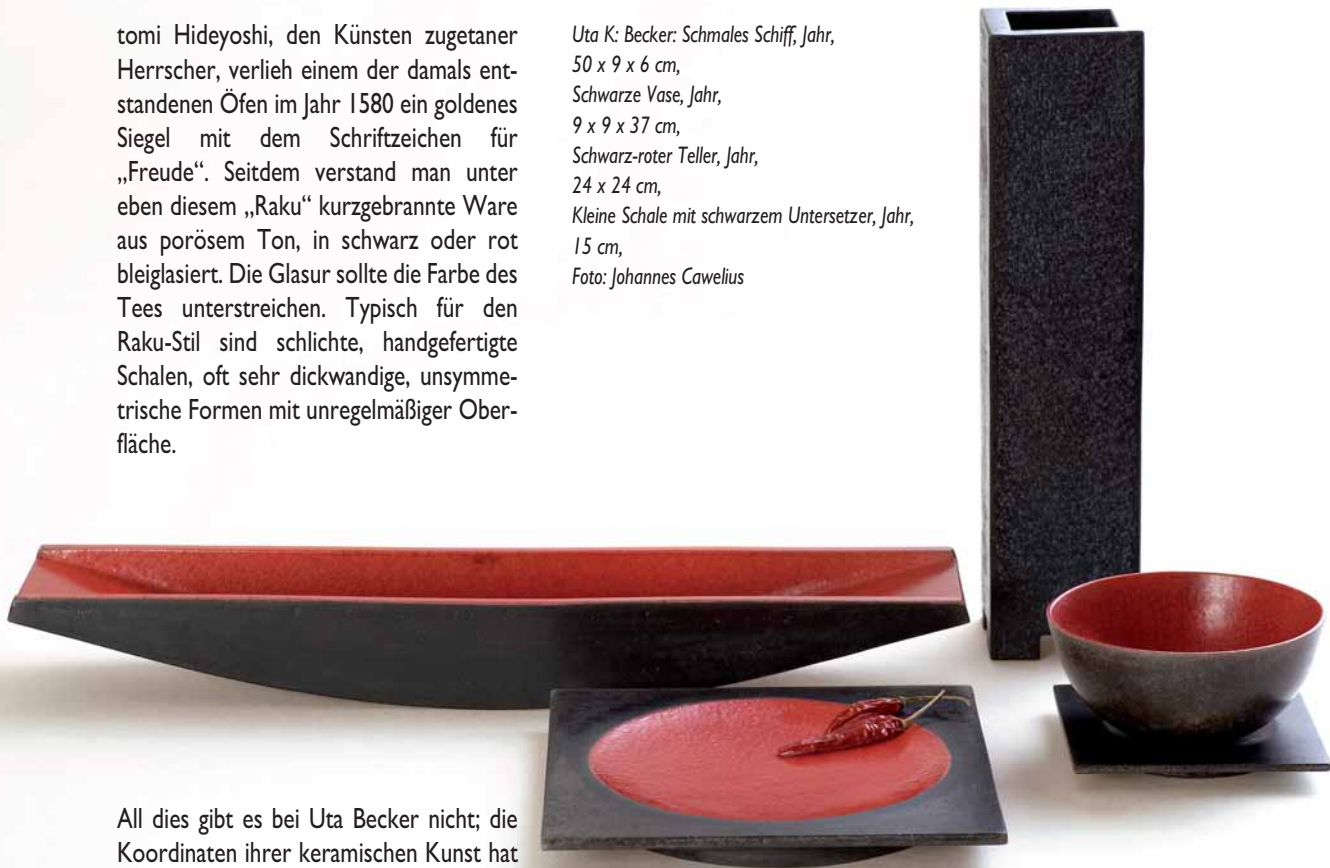 tomi Hideyoshi, den Künsten zugetaner
Herrscher, verlieh einem der damals ent-
standenen Öfen im Jahr 1580 ein goldenes
Siegel mit dem Schriftzeichen für
„Freude“. Seitdem verstand man unter
eben diesem „Raku“ kurzgebrannte Ware
aus porösem Ton, in schwarz oder rot
bleiglasiert. Die Glasur sollte die Farbe des
Tees unterstreichen. Typisch für den
Raku-Stil sind schlichte, handgefertigte
Schalen, oft sehr dickwandige, unsymme-
trische Formen mit unregelmäßiger Ober-
fläche.
Uta K: Becker: Schmales Schiff, Jahr,
50 x 9 x 6 cm,
Schwarze Vase, Jahr,
9 x 9 x 37 cm,
Schwarz-roter Teller, Jahr,
24 x 24 cm,
Kleine Schale mit schwarzem Untersetzer, Jahr,
15 cm,
Foto: Johannes Cawelius
All dies gibt es bei Uta Becker nicht; die
Koordinaten ihrer keramischen Kunst hat